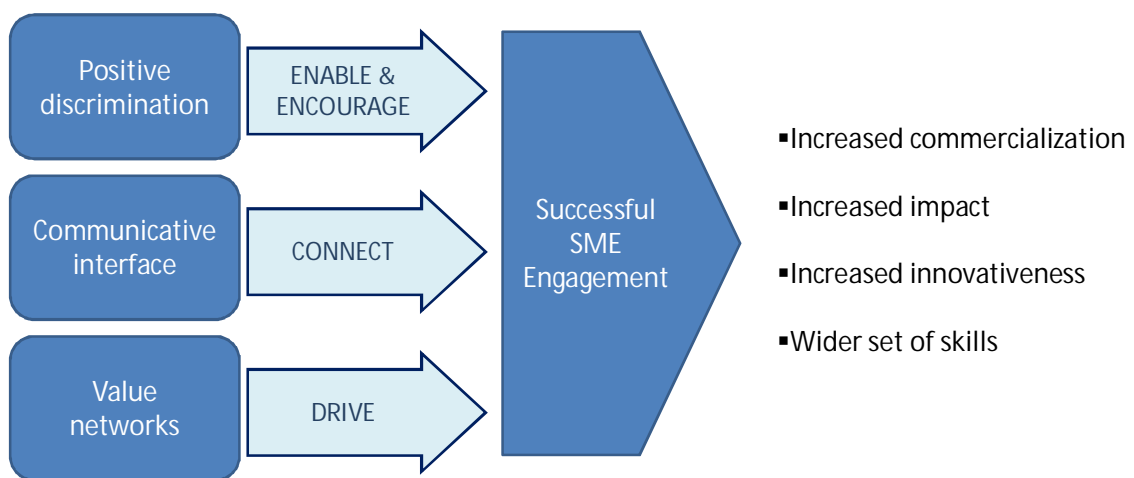 Positive
discrimination
ENABLE &
ENCOURAGE
Communicative
interface
CONNECT
Value
networks
DRIVE
Successful
SME
Engagement
▪Increased commercialization
▪Increased impact
▪Increased innovativeness
▪Wider set of skills